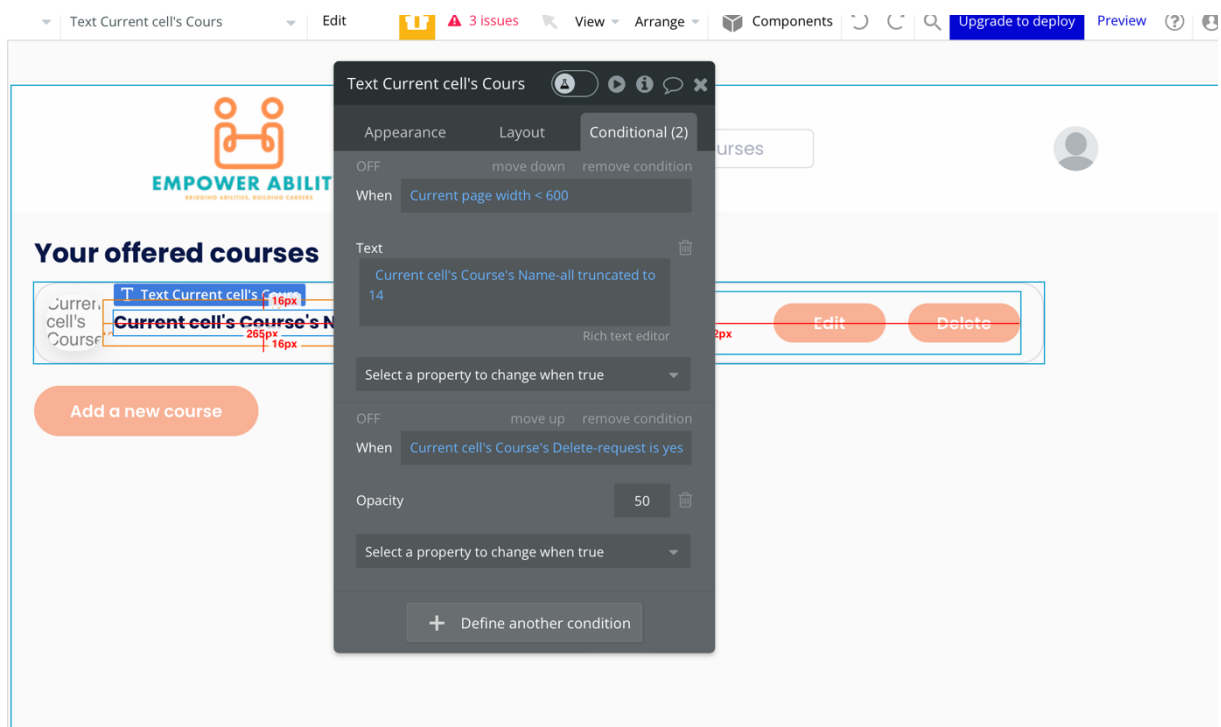 Text Current cell's Cours
Edit
3 issues
View
Arrange
Components
Upgrade to deploy
Preview
?
Text Current cell's Cours
Appearance
Layout
Conditional (2)
OFF
move down
remove condition
When
Current page width < 600
Text
Current cell's Course's Name-all truncated to
14
Rich text editor
Select a property to change when true
OFF
move up
remove condition
When
Current cell's Course's Delete-request is yes
Opacity
50
Select a property to change when true
Define another condition
EMPOWER ABILIT
BRINGING ABILITIES, BUILDING CAREERS
urses
Your offered courses
Curren
cell's
Course
T Text Current cell's Cours
16px
Current cell's Course's N
265px
16px
2px
Edit
Delete
Add a new course